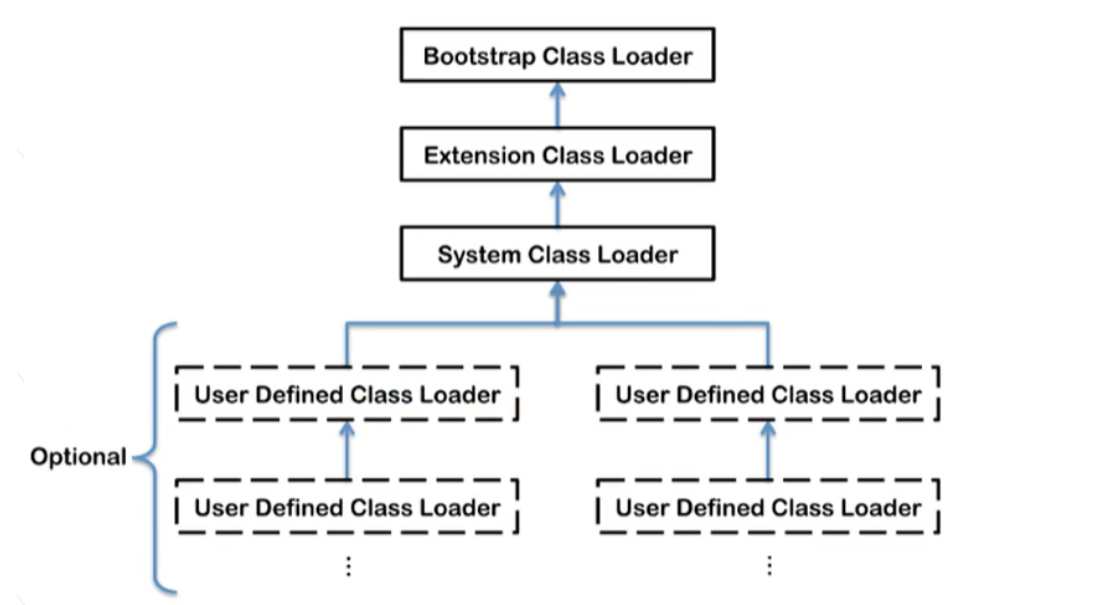 Bootstrap Class Loader
Extension Class Loader
System Class Loader
User Defined Class Loader
User Defined Class Loader
Optional
User Defined Class Loader
User Defined Class Loader
⋮
⋮